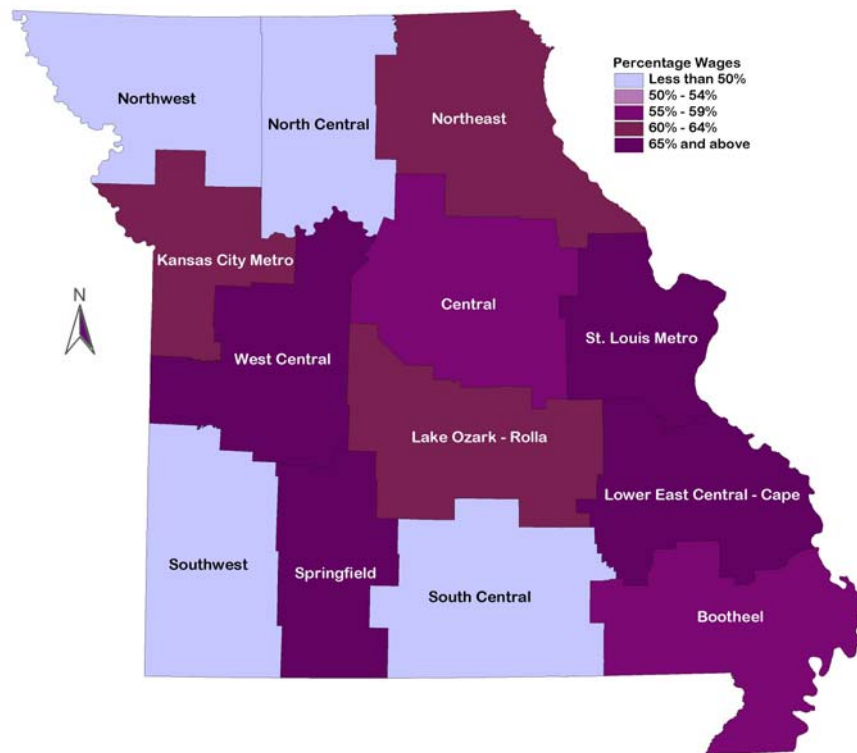 Percentage Wages
Less than 50%
50% - 54%
55% - 59%
60% - 64%
65% and above
Northwest
North Central
Northeast
Kansas City Metro
N
Central
West Central
St. Louis Metro
Lake Ozark - Rolla
Lower East Central - Cape
Southwest
Springfield
South Central
Bootheel